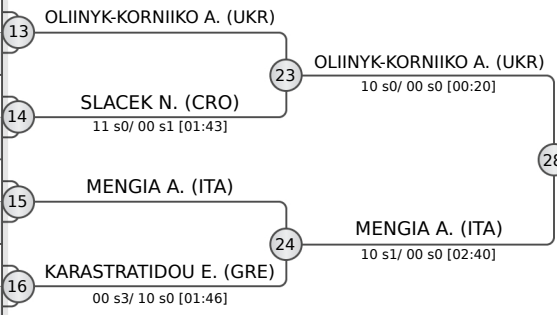 13
OLIINYK-KORNIIKO A. (UKR)
23
OLIINYK-KORNIIKO A. (UKR)
10 s0/ 00 s0 [00:20]
14
SLACEK N. (CRO)
11 s0/ 00 s1 [01:43]
28
15
MENGIA A. (ITA)
24
MENGIA A. (ITA)
10 s1/ 00 s0 [02:40]
16
KARASTRATIDOU E. (GRE)
00 s3/ 10 s0 [01:46]